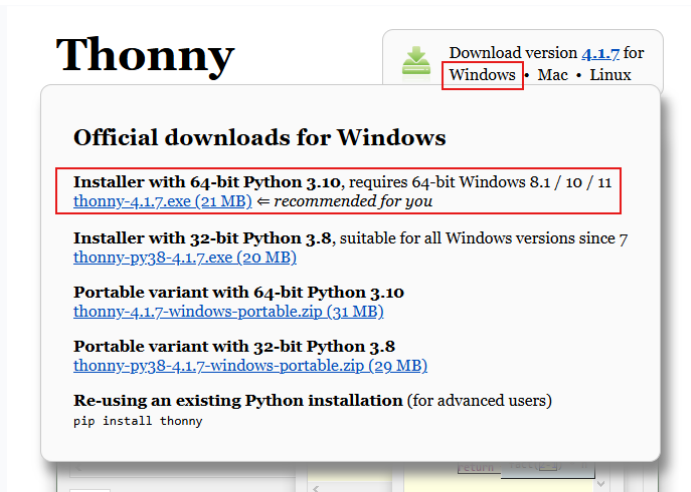 Thonny
Download version 4.1.7 for
Windows • Mac • Linux
Official downloads for Windows
Installer with 64-bit Python 3.10, requires 64-bit Windows 8.1 / 10 / 11
thonny-4.1.7.exe (21 MB) ⇐ recommended for you
Installer with 32-bit Python 3.8, suitable for all Windows versions since 7
thonny-py38-4.1.7.exe (20 MB)
Portable variant with 64-bit Python 3.10
thonny-4.1.7-windows-portable.zip (31 MB)
Portable variant with 32-bit Python 3.8
thonny-py38-4.1.7-windows-portable.zip (29 MB)
Re-using an existing Python installation (for advanced users)
pip install thonny
return